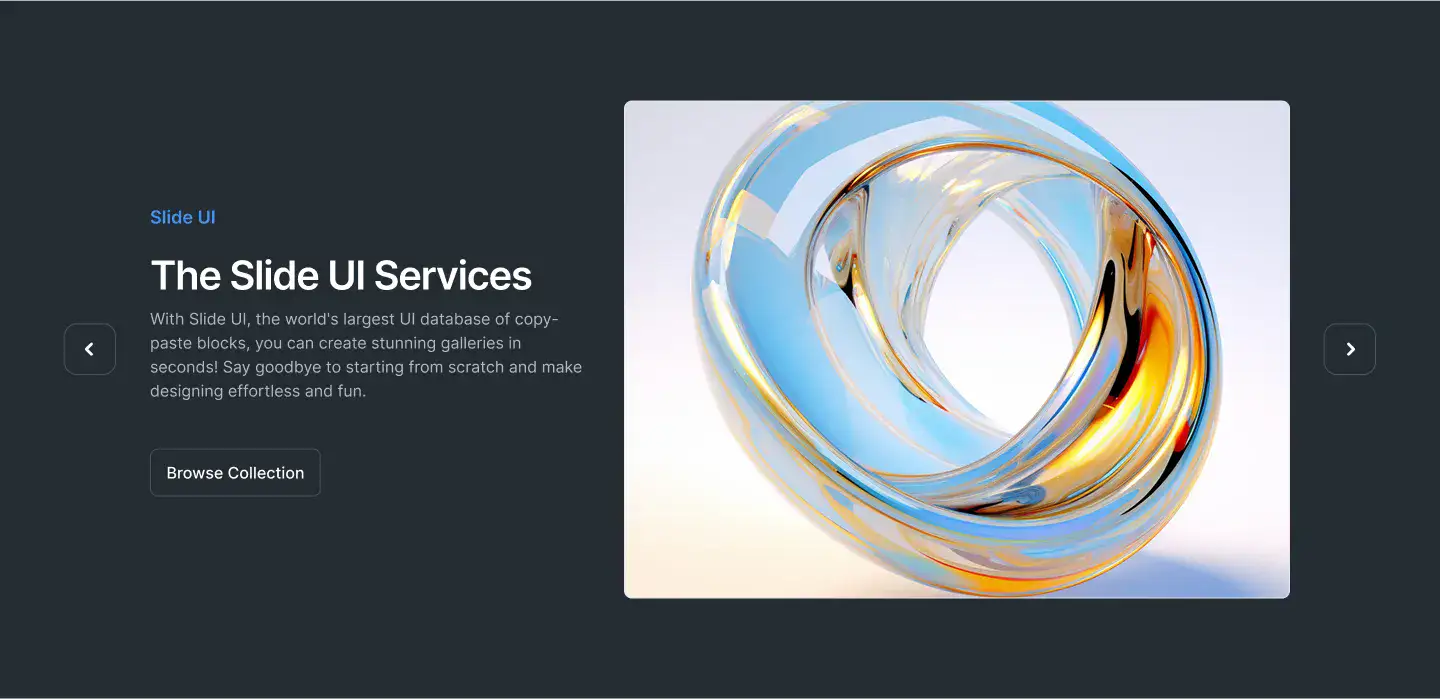 Slide UI
The Slide UI Services
With Slide UI, the world's largest UI database of copy-
paste blocks, you can create stunning galleries in
seconds! Say goodbye to starting from scratch and make
designing effortless and fun.
Browse Collection